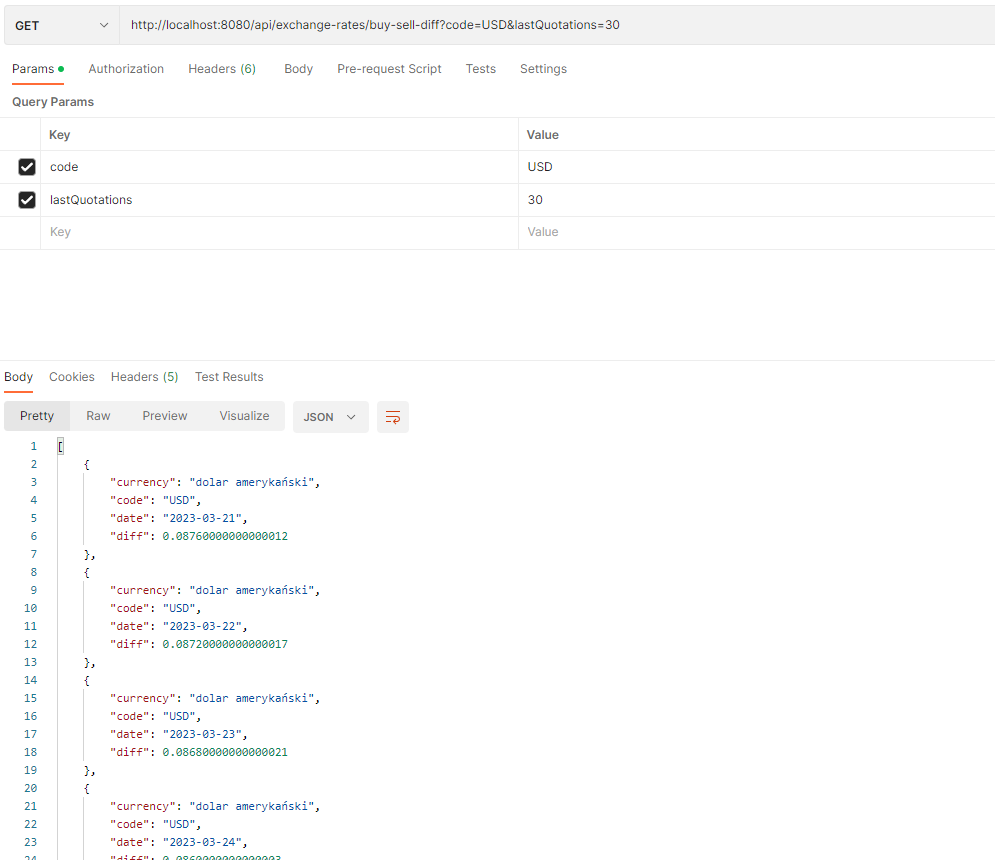 GET http://localhost:8080/api/exchange-rates/buy-sell-diff?code=USD&lastQuotations=30
Params Authorization Headers (6) Body Pre-request Script Tests Settings
Query Params
Key Value
code USD
lastQuotations 30
Key Value
Body Cookies Headers (5) Test Results
Pretty Raw Preview Visualize JSON
1 [
2 {
3 "currency": "dolar amerykański",
4 "code": "USD",
5 "date": "2023-03-21",
6 "diff": 0.08760000000000012
7 },
8 {
9 "currency": "dolar amerykański",
10 "code": "USD",
11 "date": "2023-03-22",
12 "diff": 0.08720000000000017
13 },
14 {
15 "currency": "dolar amerykański",
16 "code": "USD",
17 "date": "2023-03-23",
18 "diff": 0.08680000000000021
19 },
20 {
21 "currency": "dolar amerykański",
22 "code": "USD",
23 "date": "2023-03-24",
24 "diff":